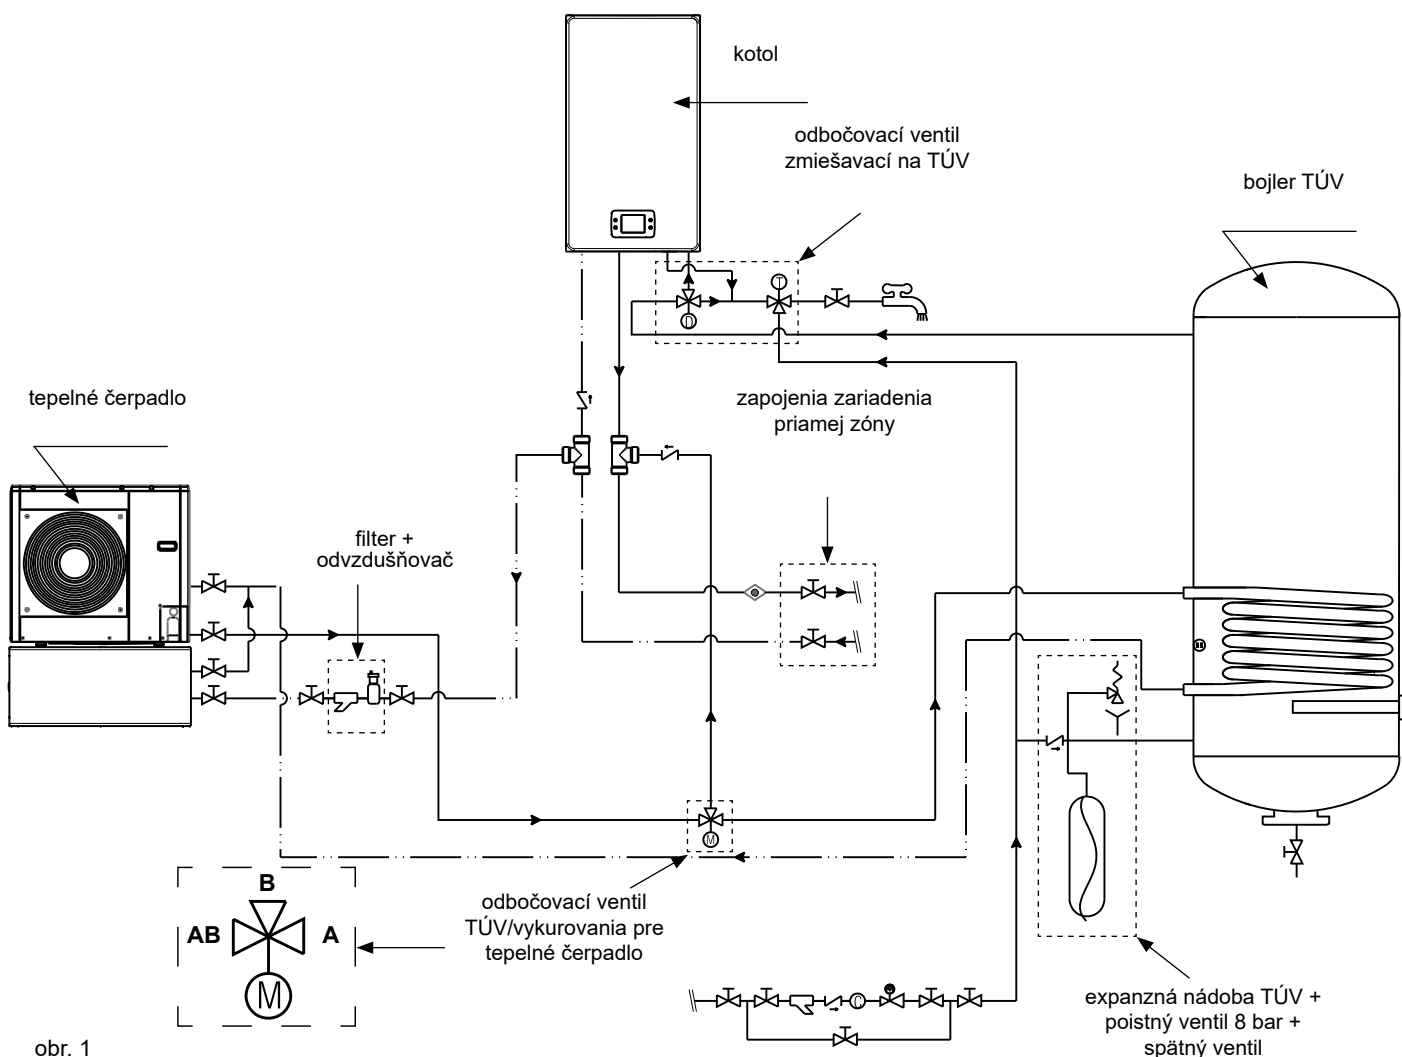 kotol
odbočovací ventil
zmiešavací na TÚV
bojler TÚV
T
D
tepelné čerpadlo
zapojenia zariadenia
priamej zóny
filter +
odvzdušňovač
M
B
AB
A
M
odbočovací ventil
TÚV/vykurovania pre
tepelné čerpadlo
C
expanzná nádoba TÚV +
poistný ventil 8 bar +
spätný ventil
obr. 1